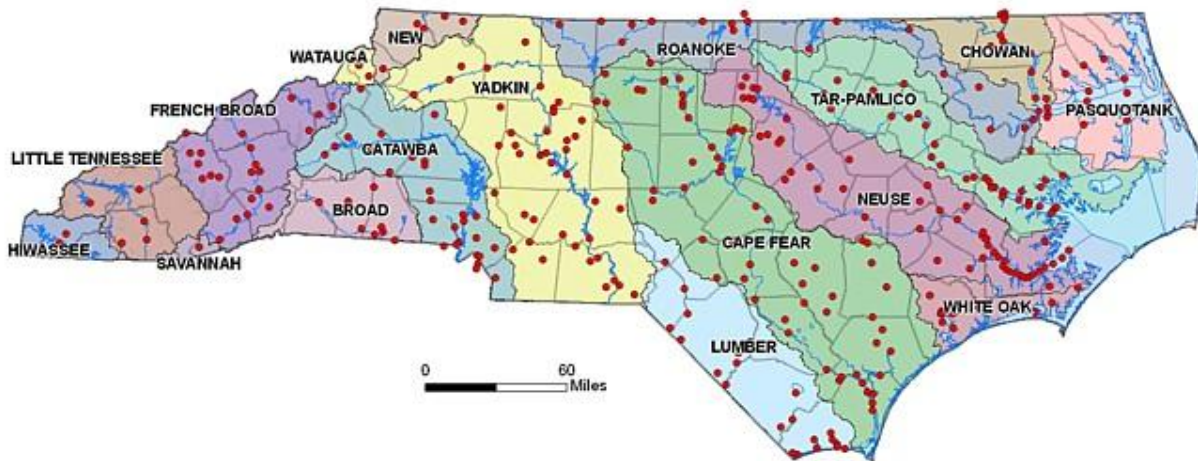 NEW
WATAUGA
ROANOKE
CHOWAN
FRENCH BROAD
YADKIN
TAR-PAMLICO
PASQUOTANK
LITTLE TENNESSEE
CATAWBA
BROAD
NEUSE
HIWASSEE
SAVANNAH
CAPE FEAR
WHITE OAK
LUMBER
0 60
Miles